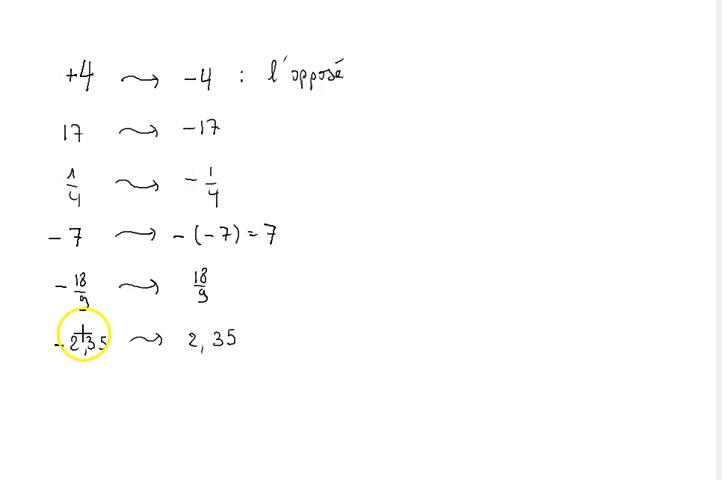 +4 ⟿ -4 : l'opposé
17 ⟿ -17
1/4 ⟿ -1/4
-7 ⟿ -(-7) = 7
-18/9 ⟿ 18/9
-2,35 ⟿ 2,35